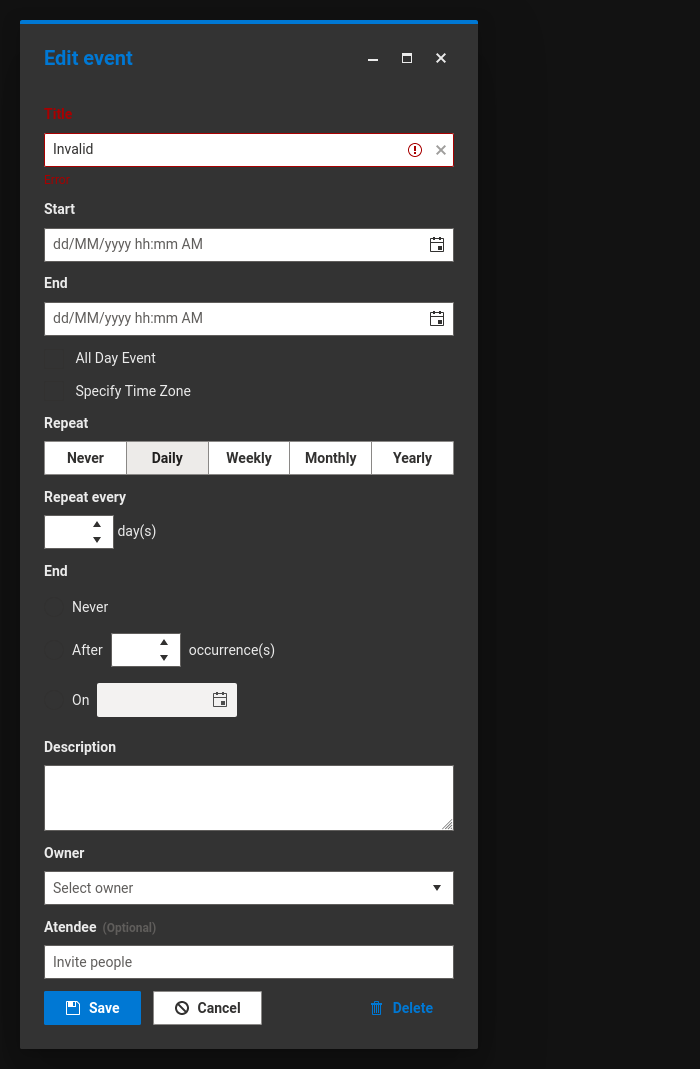 Edit event
Title
Invalid
Start
dd/MM/yyyy hh:mm AM
End
dd/MM/yyyy hh:mm AM
All Day Event
Specify Time Zone
Repeat
Never Daily Weekly Monthly Yearly
Repeat every
day(s)
End
Never
After occurrence(s)
On
Description
Owner
Select owner
Atendee (Optional)
Invite people
Save Cancel Delete